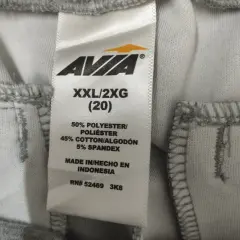 AVIA
XXL/2XG
(20)
50% POLYESTER/
POLIÉSTER
45% COTTON/ALGODÓN
5% SPANDEX
MADE IN/HECHO EN
INDONESIA
RN# 52469 3K8